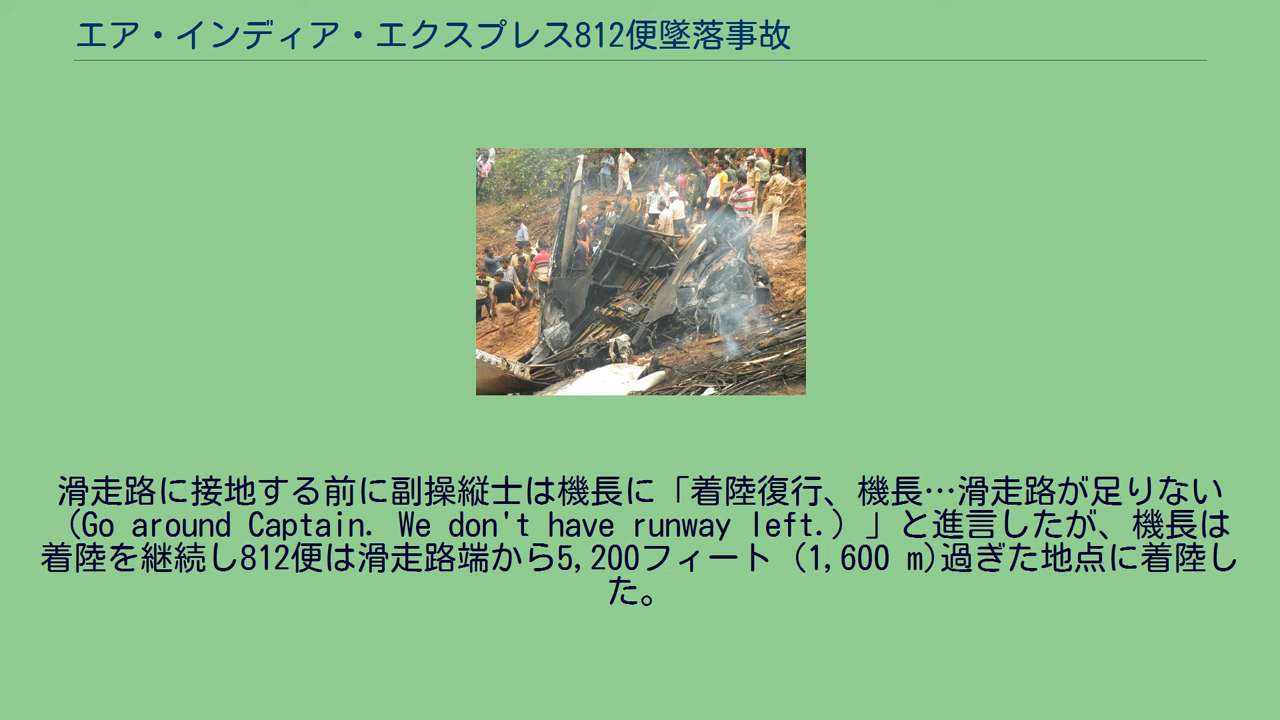 エア・インディア・エクスプレス812便墜落事故
滑走路に接地する前に副操縦士は機長に「着陸復行、機長…滑走路が足りない
（Go around Captain. We don't have runway left.）」と進言したが、機長は
着陸を継続し812便は滑走路端から5,200フィート (1,600 m)過ぎた地点に着陸し
た。